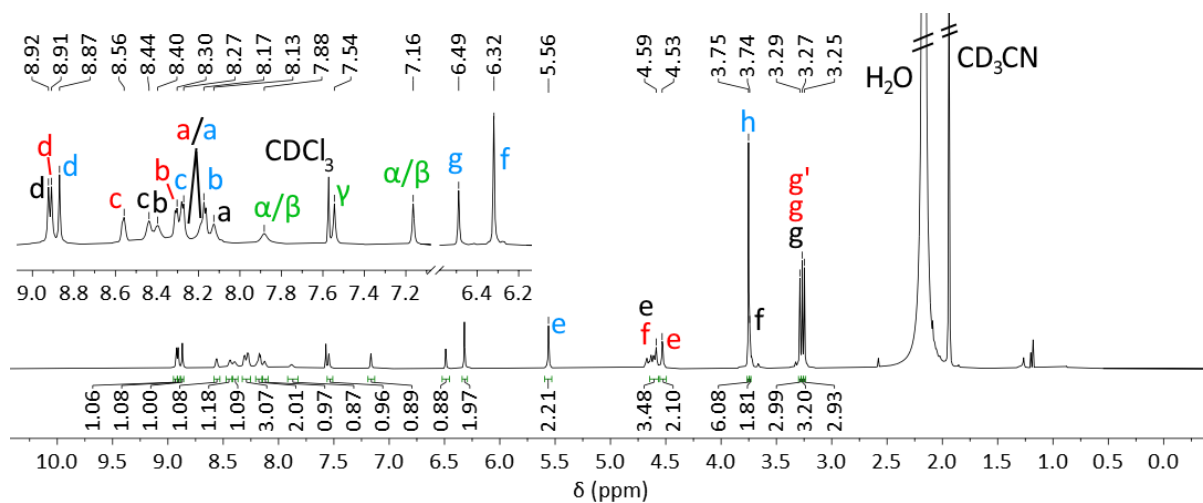 8.92 8.91 8.87 8.56 8.44 8.40 8.30 8.27 8.17 8.13 7.88 7.54 7.16 6.49 6.32 5.56 4.59 4.53 3.75 3.74 3.29 3.27 3.25
H₂O CD₃CN
a/a
d d d c c b b c b a
CDCl₃
α/β γ α/β
g f
h
g'
g
g
9.0 8.8 8.6 8.4 8.2 8.0 7.8 7.6 7.4 7.2 6.4 6.2
e
e
f
e
f
1.06 1.08 1.00 1.08 1.18 1.09 3.07 2.01 0.97 0.87 0.96 0.89 0.88 1.97 2.21 3.48 2.10 6.08 1.81 2.99 3.20 2.93
10.0 9.5 9.0 8.5 8.0 7.5 7.0 6.5 6.0 5.5 5.0 4.5 4.0 3.5 3.0 2.5 2.0 1.5 1.0 0.5 0.0
δ (ppm)